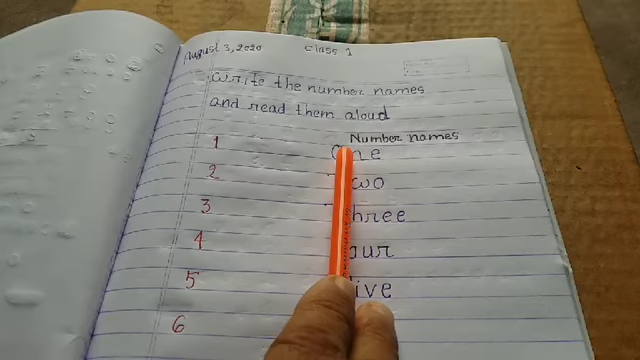 August 3, 2020 Class 1
Write the number names
and read them aloud
Number names
1 One
2 wo
3 hree
4 our
5 ive
6